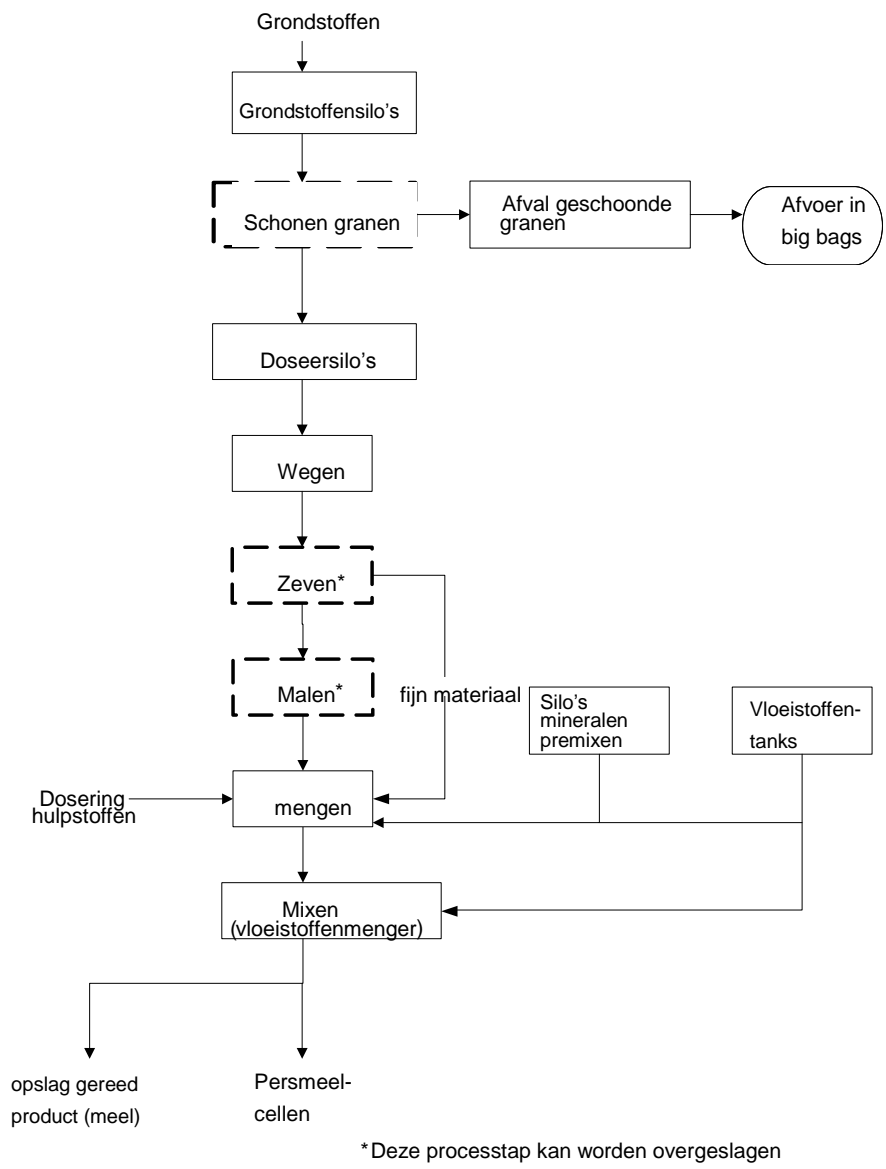 Grondstoffen
Grondstoffensilo's
Schonen granen
Afval geschoonde
granen
Afvoer in
big bags
Doseersilo's
Wegen
Zeven*
Malen*
fijn materiaal
Silo's
mineralen
premixen
Vloeistoffen-
tanks
Dosering
hulpstoffen
mengen
Mixen
(vloeistoffenmenger)
opslag gereed
product (meel)
Persmeel-
cellen
*Deze processtap kan worden overgeslagen